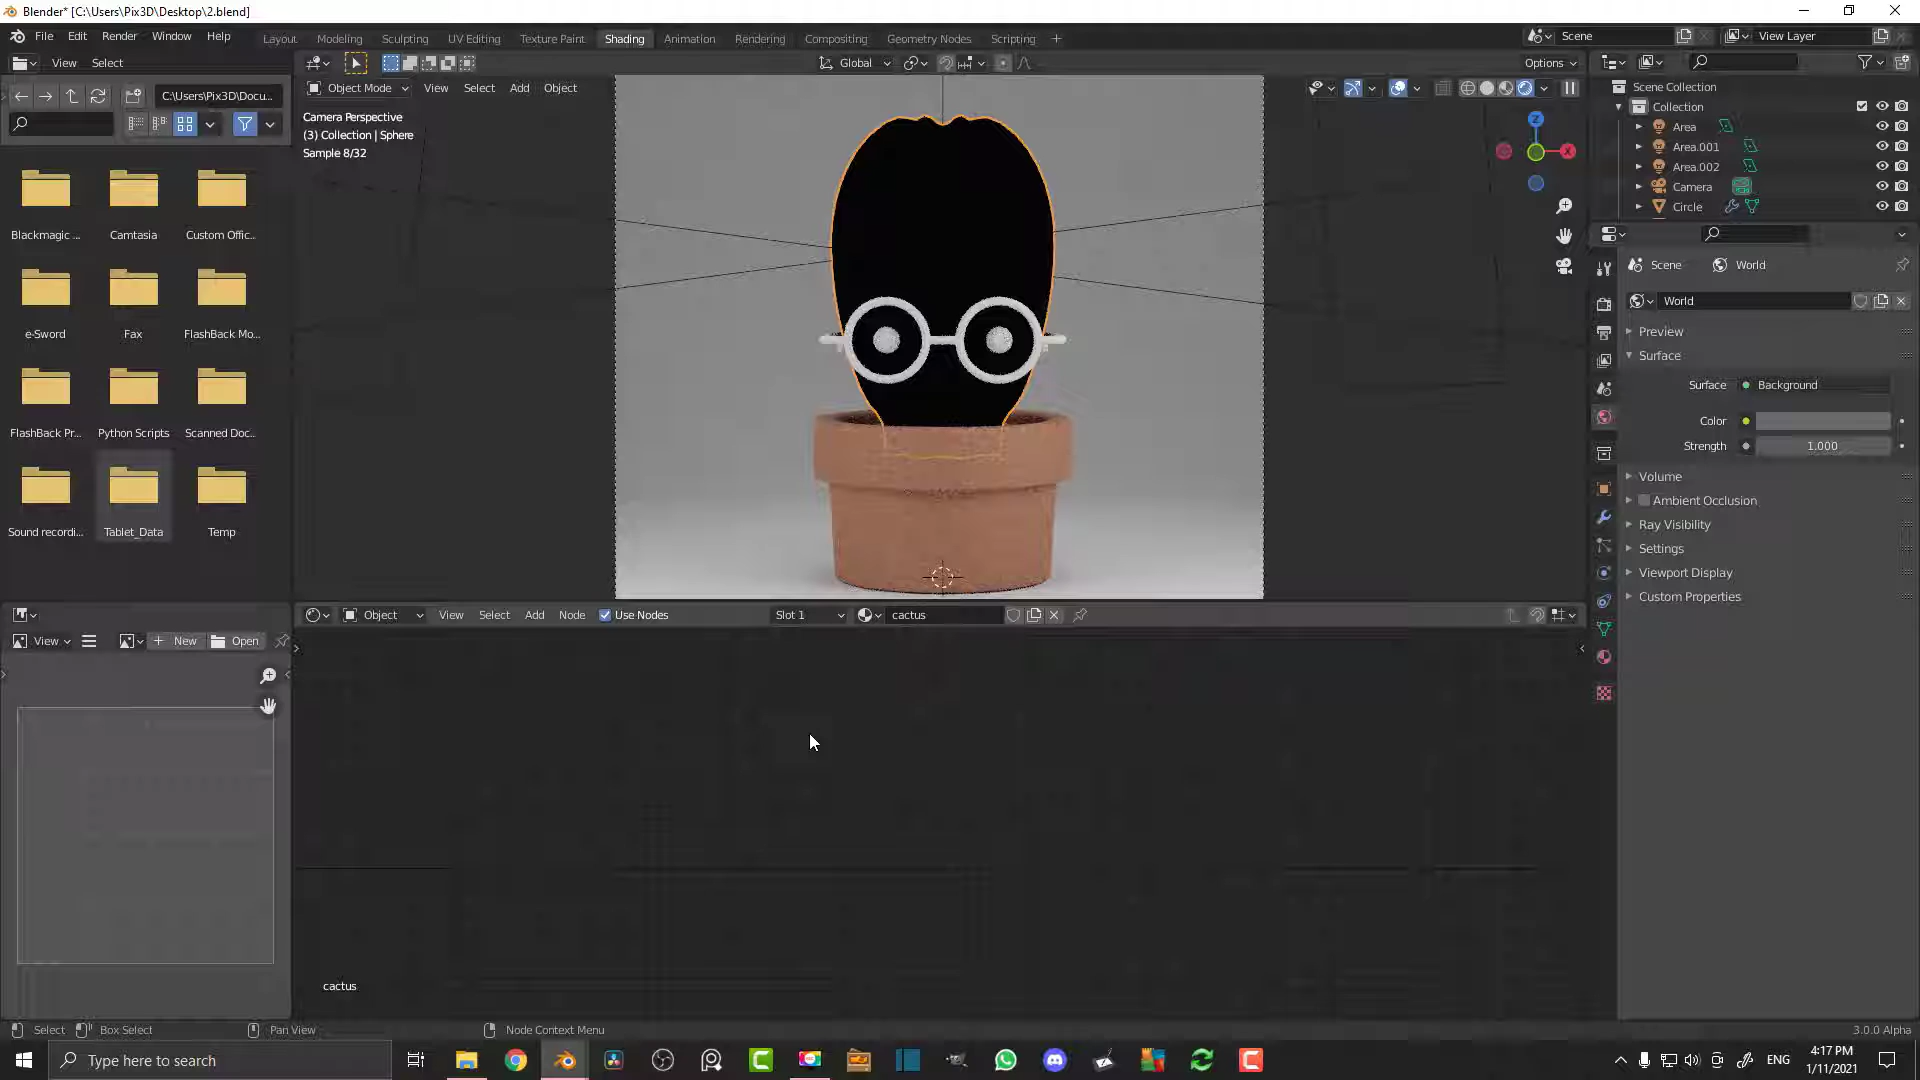 Blender* [C:\Users\Pix3D\Desktop\2.blend]
File Edit Render Window Help
Layout Modeling Sculpting UV Editing Texture Paint Shading Animation Rendering Compositing Geometry Nodes Scripting +
Scene
View Layer
View Select
Global
Options
C:\Users\Pix3D\Docu...
Object Mode View Select Add Object
Camera Perspective
(3) Collection | Sphere
Sample 8/32
Z
X
Blackmagic ... Camtasia Custom Offic...
e-Sword Fax FlashBack Mo...
FlashBack Pr... Python Scripts Scanned Doc...
Sound recordi... Tablet_Data Temp
Scene Collection
Collection
Area
Area.001
Area.002
Camera
Circle
Scene World
World
Preview
Surface
Surface Background
Color
Strength 1.000
Volume
Ambient Occlusion
Ray Visibility
Settings
Viewport Display
Custom Properties
Object View Select Add Node Use Nodes Slot 1 cactus
View New Open
cactus
Select Box Select Pan View Node Context Menu 3.0.0 Alpha
Type here to search
ENG
4:17 PM
1/11/2021